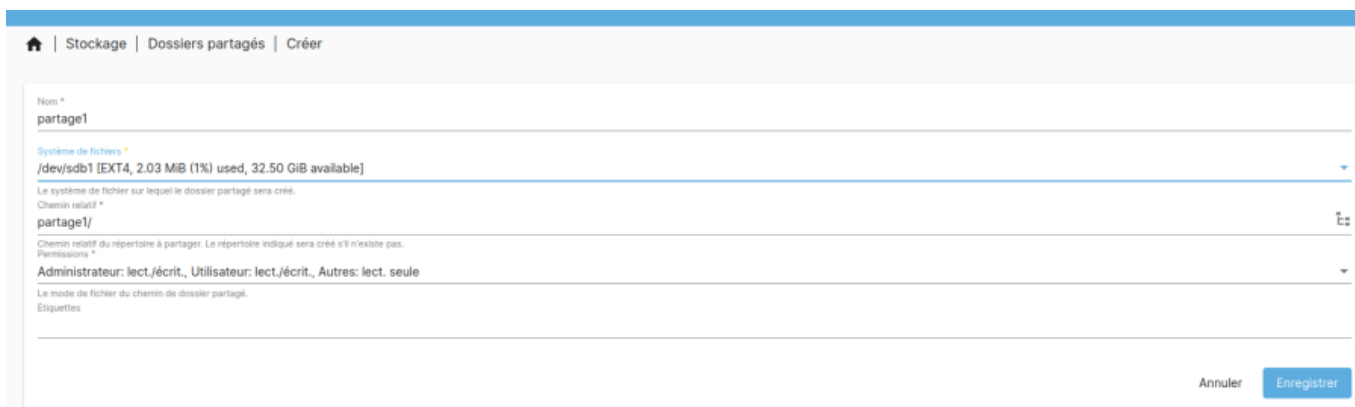 Stockage | Dossiers partagés | Créer
Nom *
partage1
Système de fichiers *
/dev/sdb1 [EXT4, 2.03 MiB (1%) used, 32.50 GiB available]
Le système de fichier sur lequel le dossier partagé sera créé.
Chemin relatif *
partage1/
Chemin relatif du répertoire à partager. Le répertoire indiqué sera créé s'il n'existe pas.
Permissions *
Administrateur: lect./écrit., Utilisateur: lect./écrit., Autres: lect. seule
Le mode de fichier du chemin de dossier partagé.
Étiquettes
Annuler Enregistrer